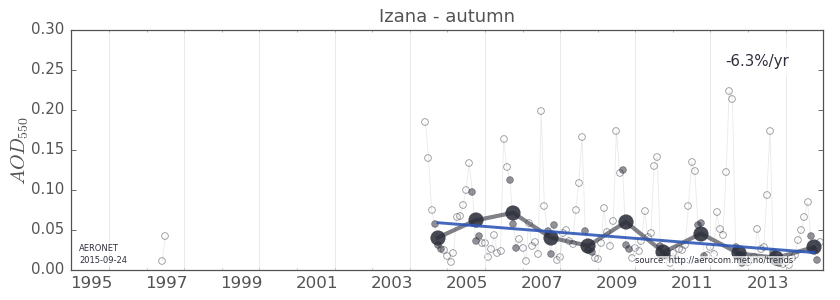 Izana - autumn
0.30
0.25
-6.3%/yr
0.20
0.15
AOD550
0.10
0.05
AERONET
2015-09-24
source: http://aerocom.met.no/trends
0.00
1995 1997 1999 2001 2003 2005 2007 2009 2011 2013